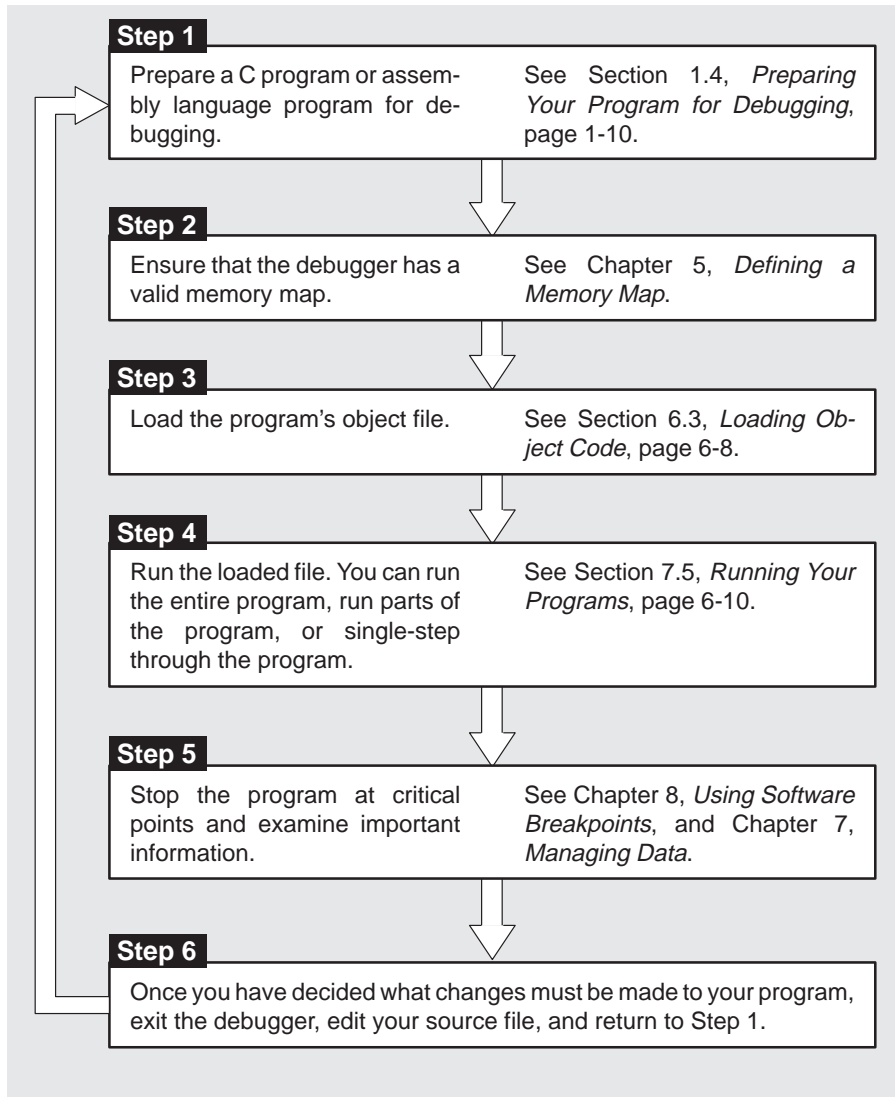 Step 1
Prepare a C program or assem-
bly language program for de-
bugging.
See Section 1.4, Preparing
Your Program for Debugging,
page 1-10.
Step 2
Ensure that the debugger has a
valid memory map.
See Chapter 5, Defining a
Memory Map.
Step 3
Load the program's object file.
See Section 6.3, Loading Ob-
ject Code, page 6-8.
Step 4
Run the loaded file. You can run
the entire program, run parts of
the program, or single-step
through the program.
See Section 7.5, Running Your
Programs, page 6-10.
Step 5
Stop the program at critical
points and examine important
information.
See Chapter 8, Using Software
Breakpoints, and Chapter 7,
Managing Data.
Step 6
Once you have decided what changes must be made to your program,
exit the debugger, edit your source file, and return to Step 1.